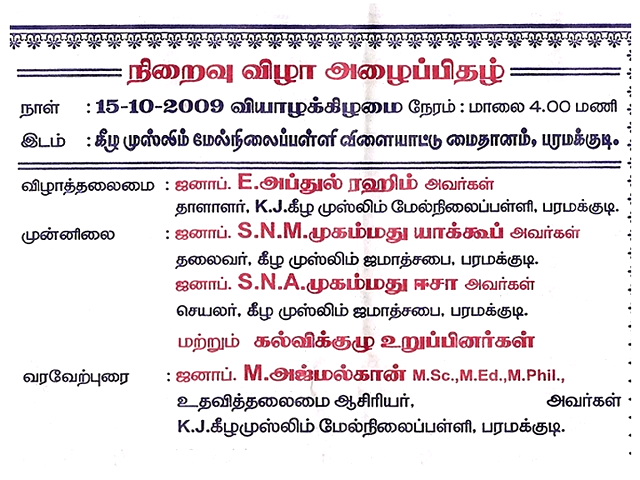 நிறைவு விழா அழைப்பிதழ்
நாள் : 15-10-2009 வியாழக்கிழமை நேரம் : மாலை 4.00 மணி
இடம் : கீழ முஸ்லிம் மேல்நிலைப்பள்ளி விளையாட்டு மைதானம், பரமக்குடி.
விழாத்தலைமை : ஜனாப். E.அப்துல் ரஹிம் அவர்கள்
தாளாளர், K.J.கீழ முஸ்லிம் மேல்நிலைப்பள்ளி, பரமக்குடி.
முன்னிலை : ஜனாப். S.N.M.முகம்மது யாக்கூப் அவர்கள்
தலைவர், கீழ முஸ்லிம் ஜமாத்சபை, பரமக்குடி.
ஜனாப். S.N.A.முகம்மது ஈசா அவர்கள்
செயலர், கீழ முஸ்லிம் ஜமாத்சபை, பரமக்குடி.
மற்றும் கல்விக்குழு உறுப்பினர்கள்
வரவேற்புரை : ஜனாப். M.அஜ்மல்கான் M.Sc.,M.Ed.,M.Phil.,
உதவித்தலைமை ஆசிரியர், அவர்கள்
K.J.கீழமுஸ்லிம் மேல்நிலைப்பள்ளி, பரமக்குடி.